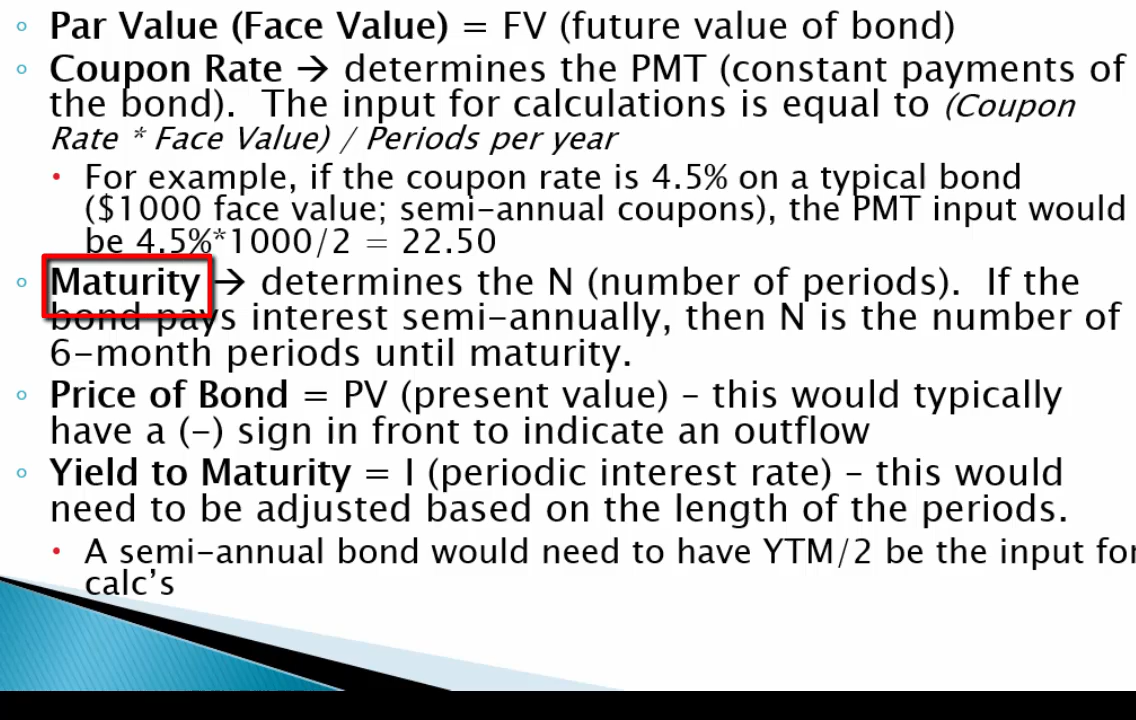 ◦ Par Value (Face Value) = FV (future value of bond)
◦ Coupon Rate → determines the PMT (constant payments of
the bond). The input for calculations is equal to (Coupon
Rate * Face Value) / Periods per year
• For example, if the coupon rate is 4.5% on a typical bond
($1000 face value; semi-annual coupons), the PMT input would
be 4.5%*1000/2 = 22.50
◦ Maturity → determines the N (number of periods). If the
bond pays interest semi-annually, then N is the number of
6-month periods until maturity.
◦ Price of Bond = PV (present value) – this would typically
have a (-) sign in front to indicate an outflow
◦ Yield to Maturity = I (periodic interest rate) – this would
need to be adjusted based on the length of the periods.
• A semi-annual bond would need to have YTM/2 be the input for
calc's